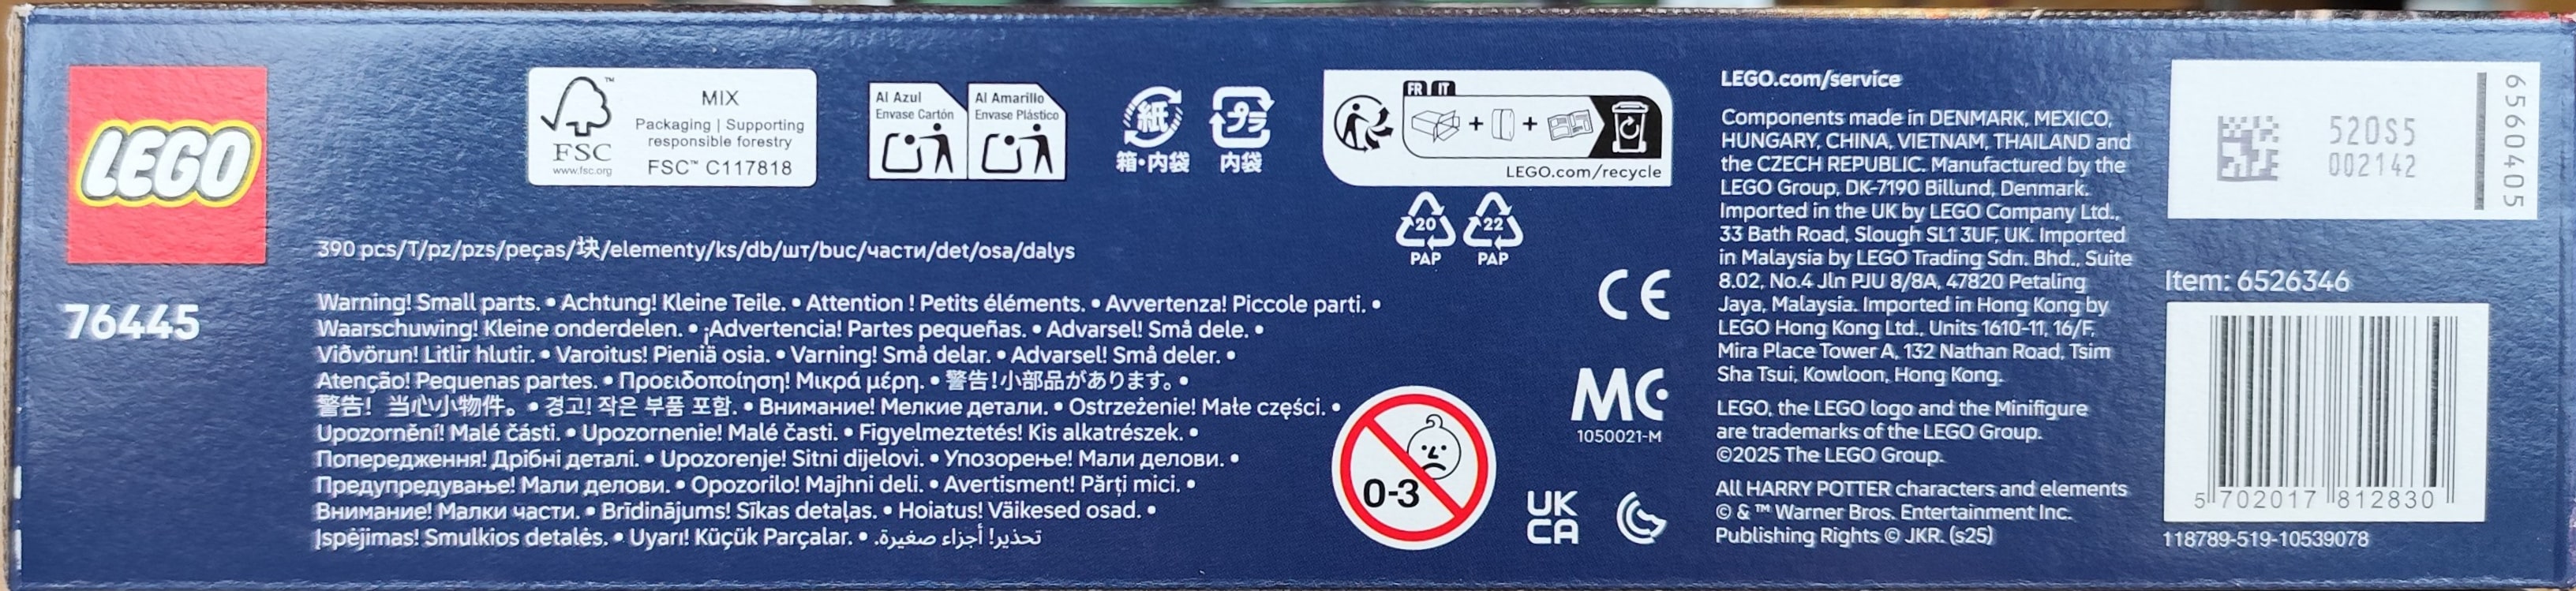 LEGO
76445
FSC
™
www.fsc.org
MIX
Packaging | Supporting
responsible forestry
FSC™ C117818
Al Azul
Envase Cartón
Al Amarillo
Envase Plástico
紙
箱・内袋
プラ
内袋
FR IT
LEGO.com/recycle
20
PAP
22
PAP
390 pcs/T/pz/pzs/peças/块/elementy/ks/db/шт/buc/части/det/osa/dalys
Warning! Small parts. • Achtung! Kleine Teile. • Attention ! Petits éléments. • Avvertenza! Piccole parti. •
Waarschuwing! Kleine onderdelen. • ¡Advertencia! Partes pequeñas. • Advarsel! Små dele. •
Viðvörun! Litlir hlutir. • Varoitus! Pieniä osia. • Varning! Små delar. • Advarsel! Små deler. •
Atenção! Pequenas partes. • Προειδοποίηση! Μικρά μέρη. • 警告!小部品があります。 •
警告！当心小物件。 • 경고! 작은 부품 포함. • Внимание! Мелкие детали. • Ostrzeżenie! Małe części. •
Upozornění! Malé části. • Upozornenie! Malé časti. • Figyelmeztetés! Kis alkatrészek. •
Попередження! Дрібні деталі. • Upozorenje! Sitni dijelovi. • Упозорење! Мали делови. •
Предупредување! Мали делови. • Opozorilo! Majhni deli. • Avertisment! Părți mici. •
Внимание! Малки части. • Brīdinājums! Sīkas detaļas. • Hoiatus! Väikesed osad. •
Įspėjimas! Smulkios detalės. • Uyarı! Küçük Parçalar. • تحذير! أجزاء صغيرة.
0-3
CE
MC
1050021-M
UK
CA
LEGO.com/service
Components made in DENMARK, MEXICO,
HUNGARY, CHINA, VIETNAM, THAILAND and
the CZECH REPUBLIC. Manufactured by the
LEGO Group, DK-7190 Billund, Denmark.
Imported in the UK by LEGO Company Ltd.,
33 Bath Road, Slough SL1 3UF, UK. Imported
in Malaysia by LEGO Trading Sdn. Bhd., Suite
8.02, No.4 Jln PJU 8/8A, 47820 Petaling
Jaya, Malaysia. Imported in Hong Kong by
LEGO Hong Kong Ltd., Units 1610-11, 16/F,
Mira Place Tower A, 132 Nathan Road, Tsim
Sha Tsui, Kowloon, Hong Kong.
LEGO, the LEGO logo and the Minifigure
are trademarks of the LEGO Group.
©2025 The LEGO Group.
All HARRY POTTER characters and elements
© & ™ Warner Bros. Entertainment Inc.
Publishing Rights © JKR. (s25)
520S5
002142
6560405
Item: 6526346
5 702017 812830
118789-519-10539078